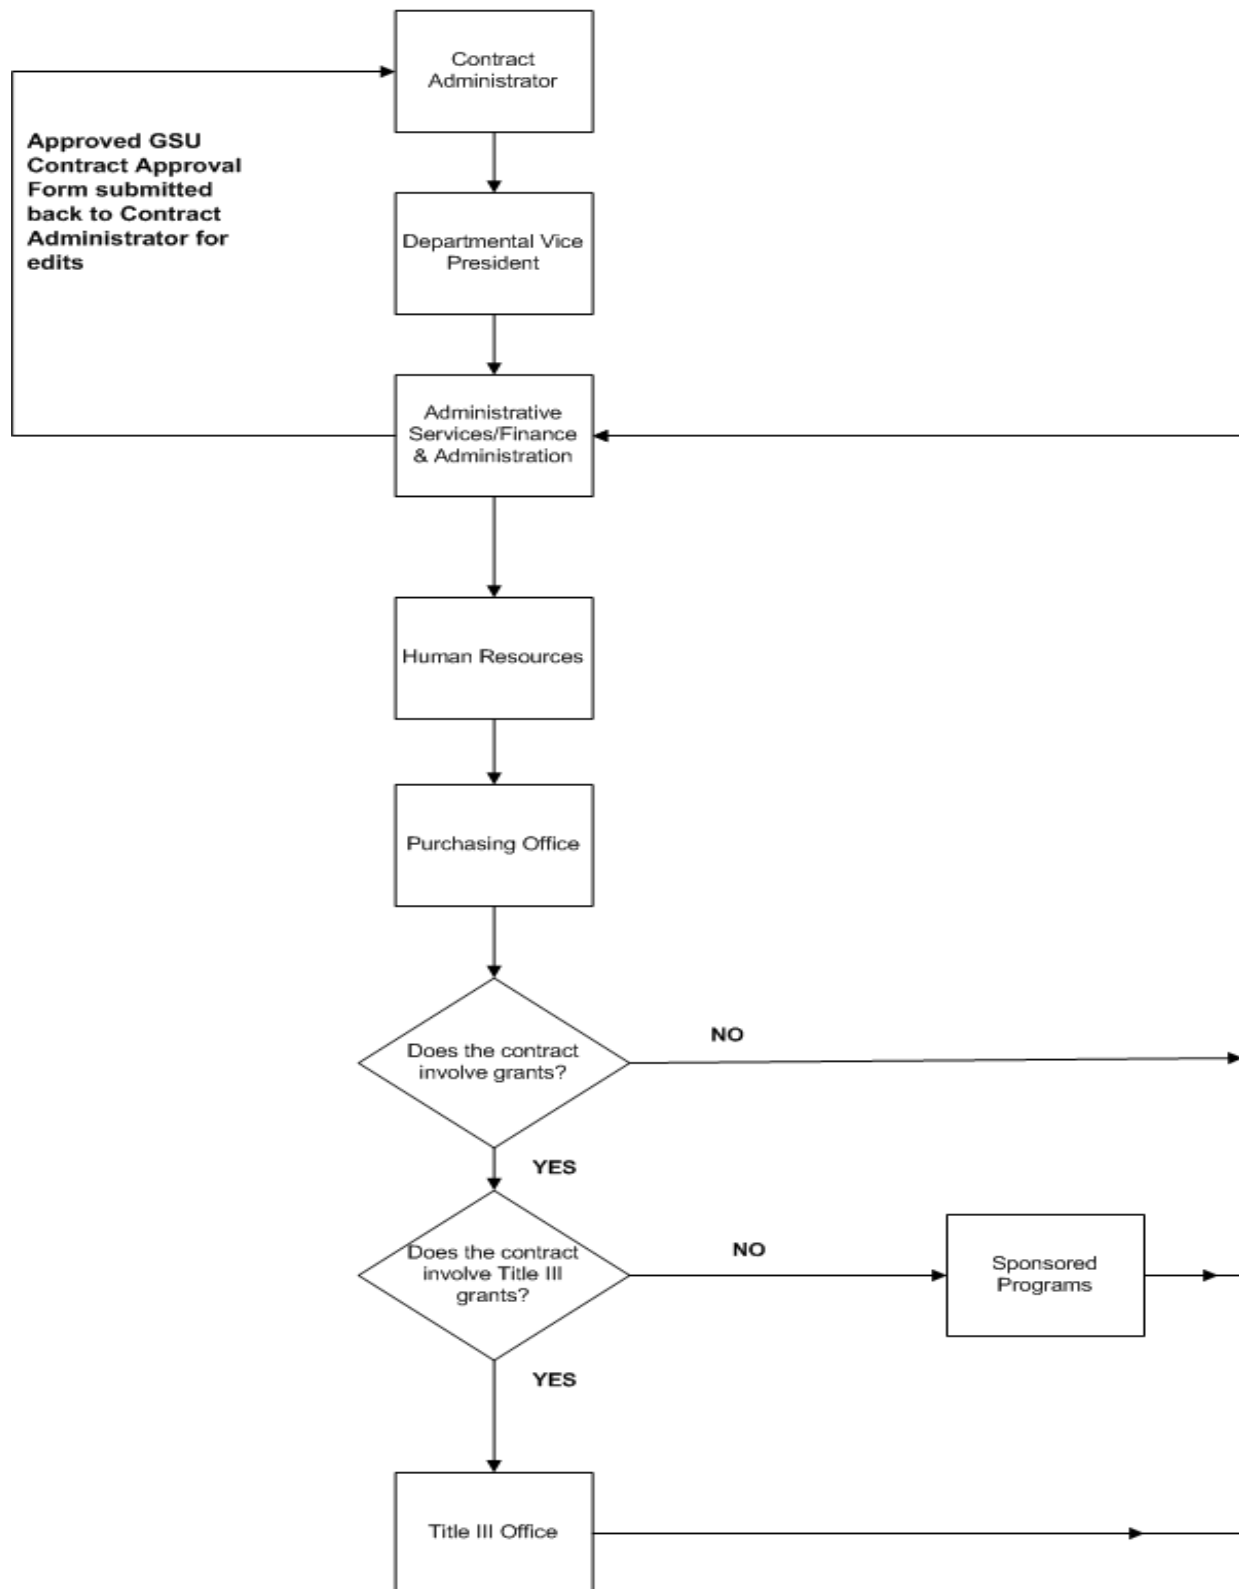 Contract
Administrator
Approved GSU
Contract Approval
Form submitted
back to Contract
Administrator for
edits
Departmental Vice
President
Administrative
Services/Finance
& Administration
Human Resources
Purchasing Office
Does the contract
involve grants?
NO
YES
Does the contract
involve Title III
grants?
NO
Sponsored
Programs
YES
Title III Office